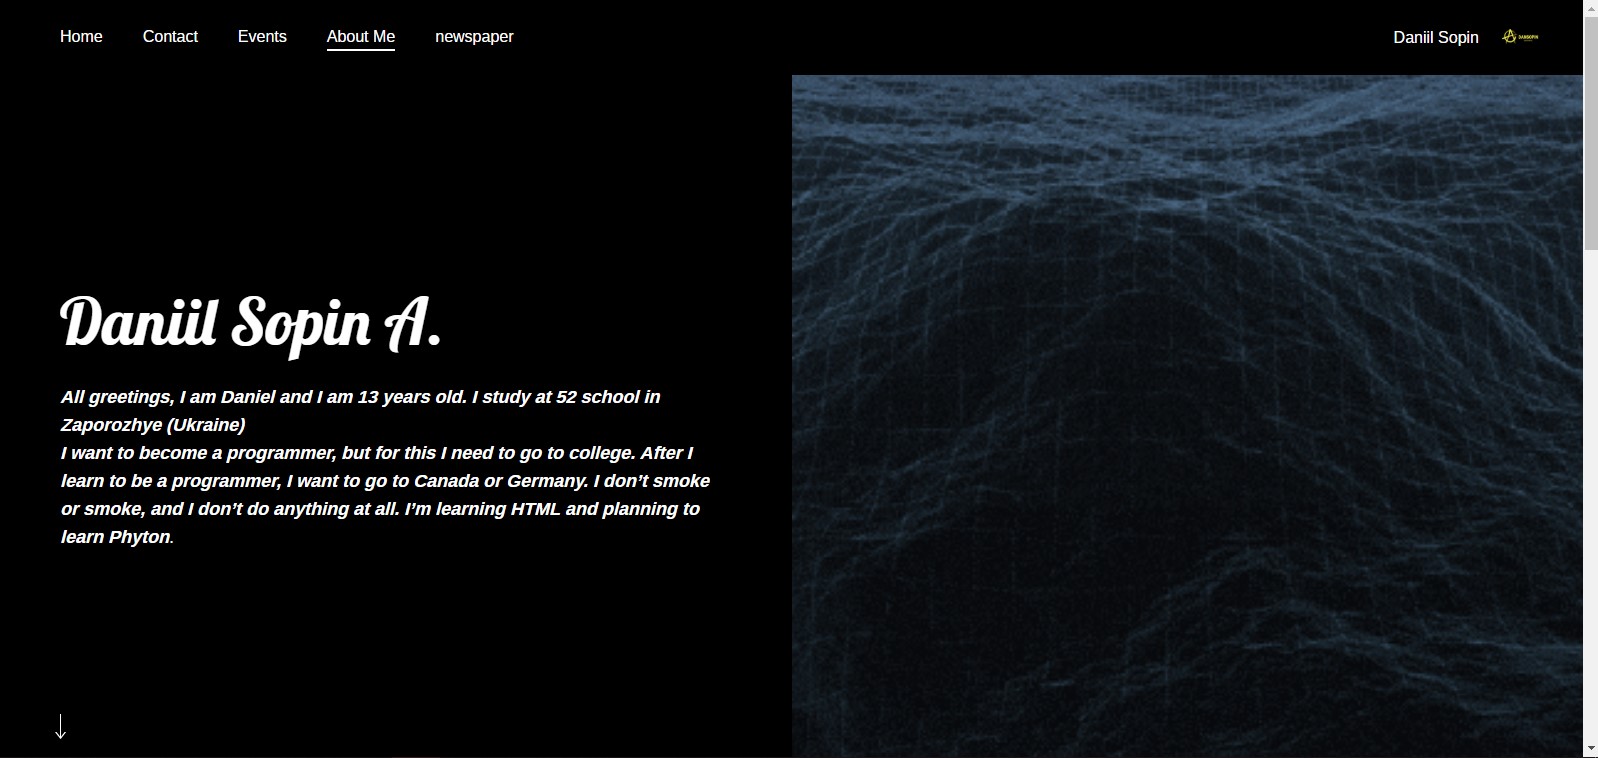 Home Contact Events About Me newspaper Daniil Sopin DANISOPIN
Daniil Sopin A.
All greetings, I am Daniel and I am 13 years old. I study at 52 school in
Zaporozhye (Ukraine)
I want to become a programmer, but for this I need to go to college. After I
learn to be a programmer, I want to go to Canada or Germany. I don’t smoke
or smoke, and I don’t do anything at all. I’m learning HTML and planning to
learn Phyton.